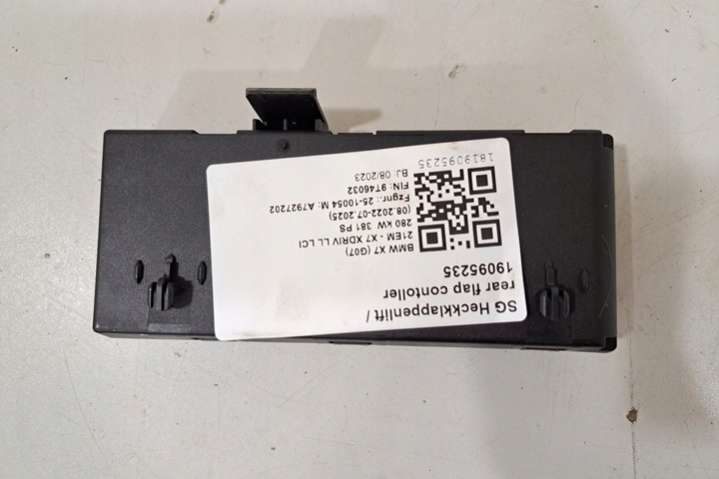 SG Heckklappenlift /
rear flap contoller
19095235
BMW X7 (G07)
21EM - X7 XDRIV LL LCI
280 kW 381 PS
(08.2022-07.2025)
Fzgnr.: 25-10054 M: A7927202
FIN: 9T46032
BJ: 08/2023
1819095235